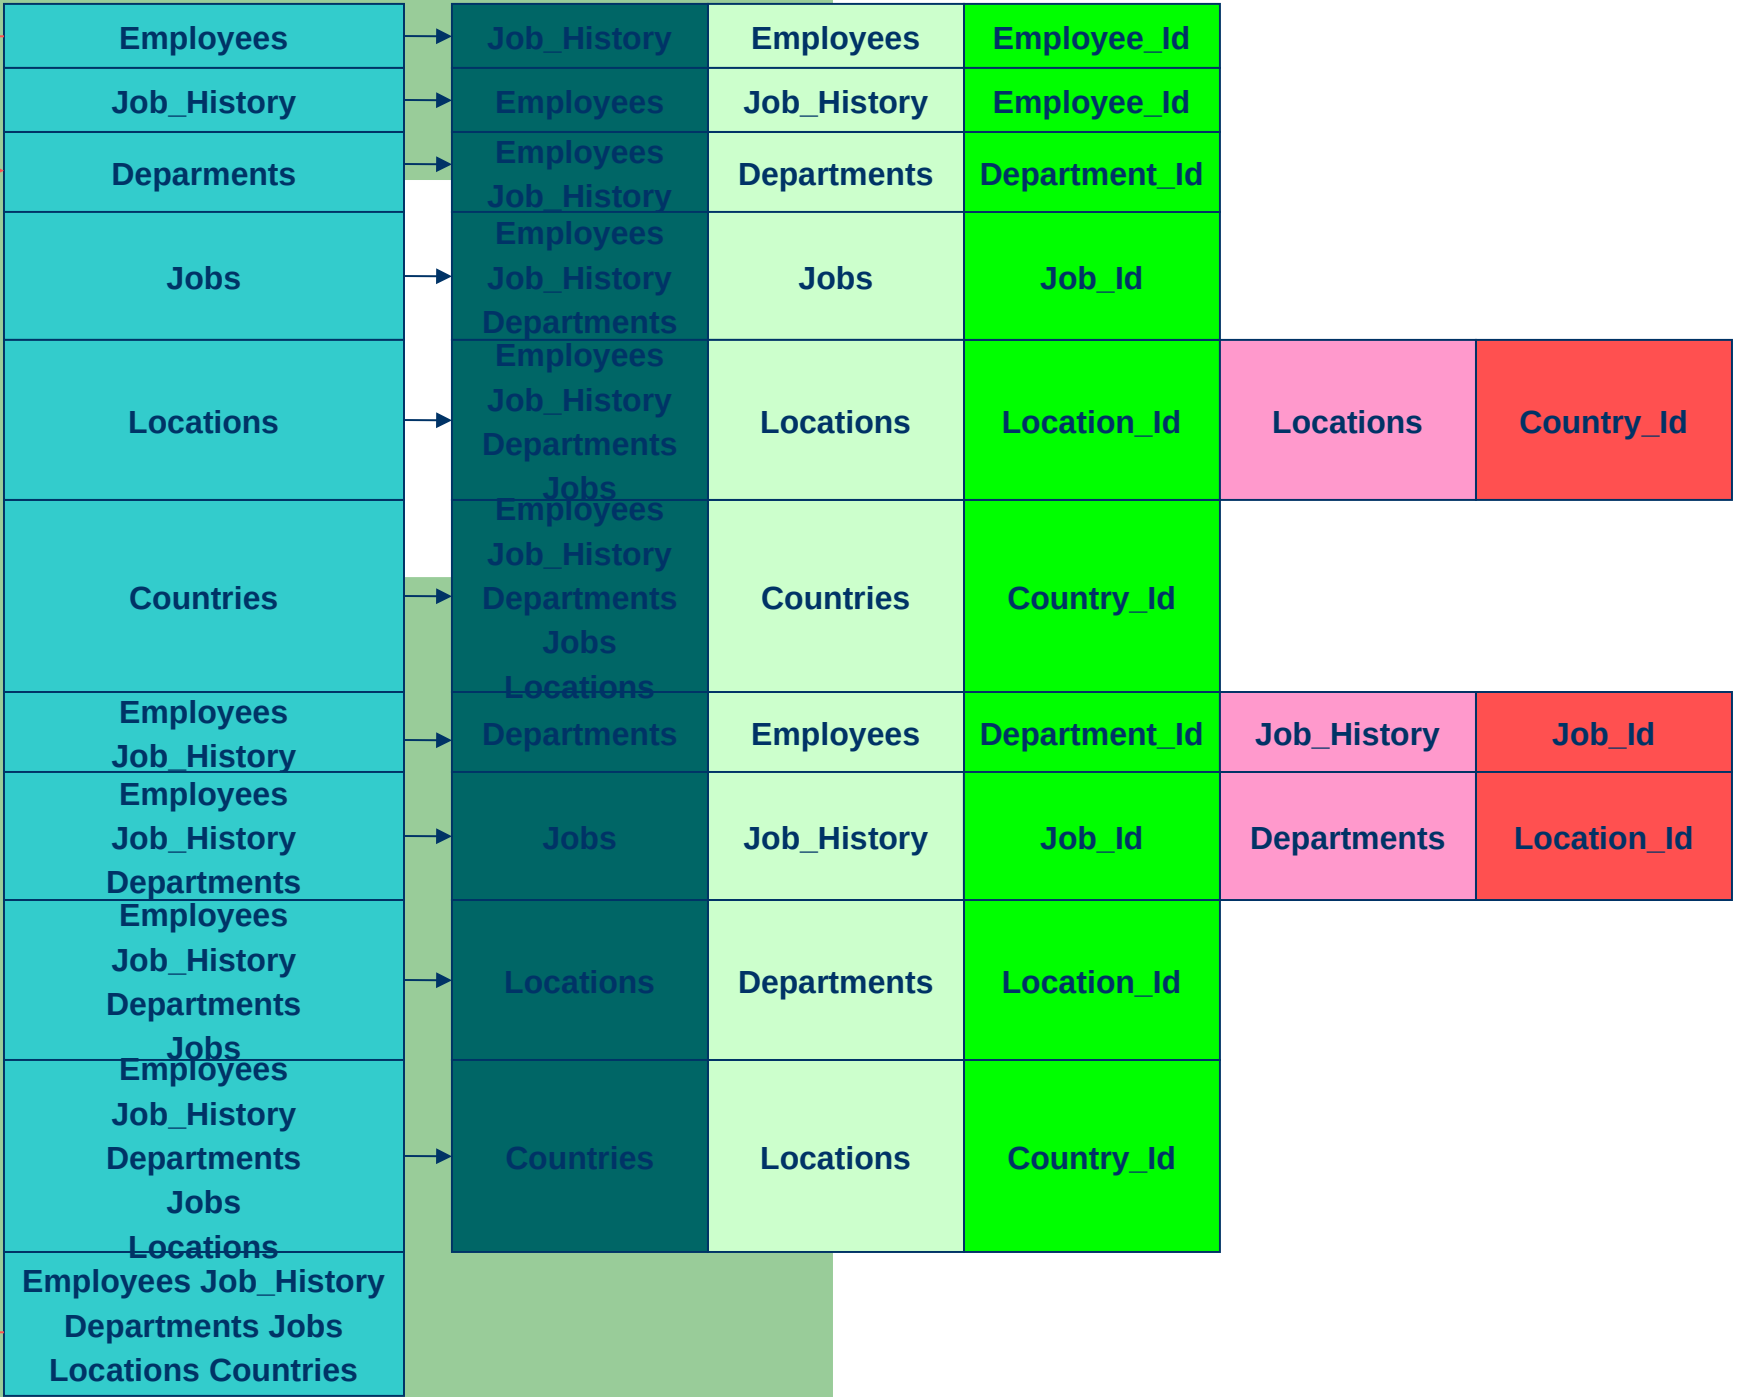 Employees
Job_History
Employees
Employee_Id
Job_History
Employees
Job_History
Employee_Id
Deparments
Employees
Job_History
Departments
Department_Id
Jobs
Employees
Job_History
Departments
Jobs
Job_Id
Locations
Employees
Job_History
Departments
Jobs
Locations
Location_Id
Locations
Country_Id
Countries
Employees
Job_History
Departments
Jobs
Locations
Countries
Country_Id
Employees
Job_History
Departments
Employees
Department_Id
Job_History
Job_Id
Employees
Job_History
Departments
Jobs
Job_History
Job_Id
Departments
Location_Id
Employees
Job_History
Departments
Jobs
Locations
Departments
Location_Id
Employees
Job_History
Departments
Jobs
Locations
Countries
Locations
Country_Id
Employees Job_History
Departments Jobs
Locations Countries